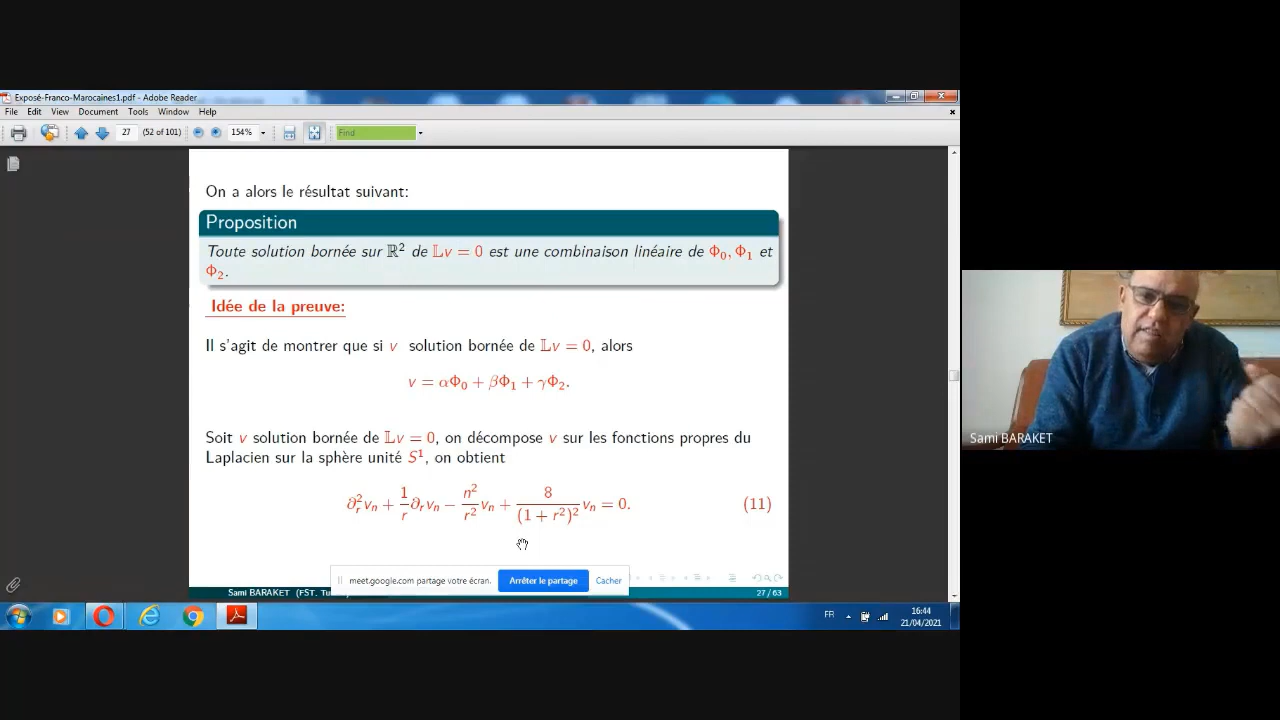 Exposé-Franco-Marocaines1.pdf - Adobe Reader
File Edit View Document Tools Window Help
27 (52 of 101) 154% Find
On a alors le résultat suivant:
Proposition
Toute solution bornée sur ℝ² de 𝕃v = 0 est une combinaison linéaire de Φ₀, Φ₁ et
Φ₂.
Idée de la preuve:
Il s'agit de montrer que si v solution bornée de 𝕃v = 0, alors
v = αΦ₀ + βΦ₁ + γΦ₂.
Soit v solution bornée de 𝕃v = 0, on décompose v sur les fonctions propres du
Laplacien sur la sphère unité S¹, on obtient
∂ᵣ²vₙ + 1/r ∂ᵣvₙ − n²/r² vₙ + 8/(1 + r²)² vₙ = 0. (11)
meet.google.com partage votre écran. Arrêter le partage Cacher
Sami BARAKET (FST. 27 / 63
FR 16:44
21/04/2021
Sami BARAKET